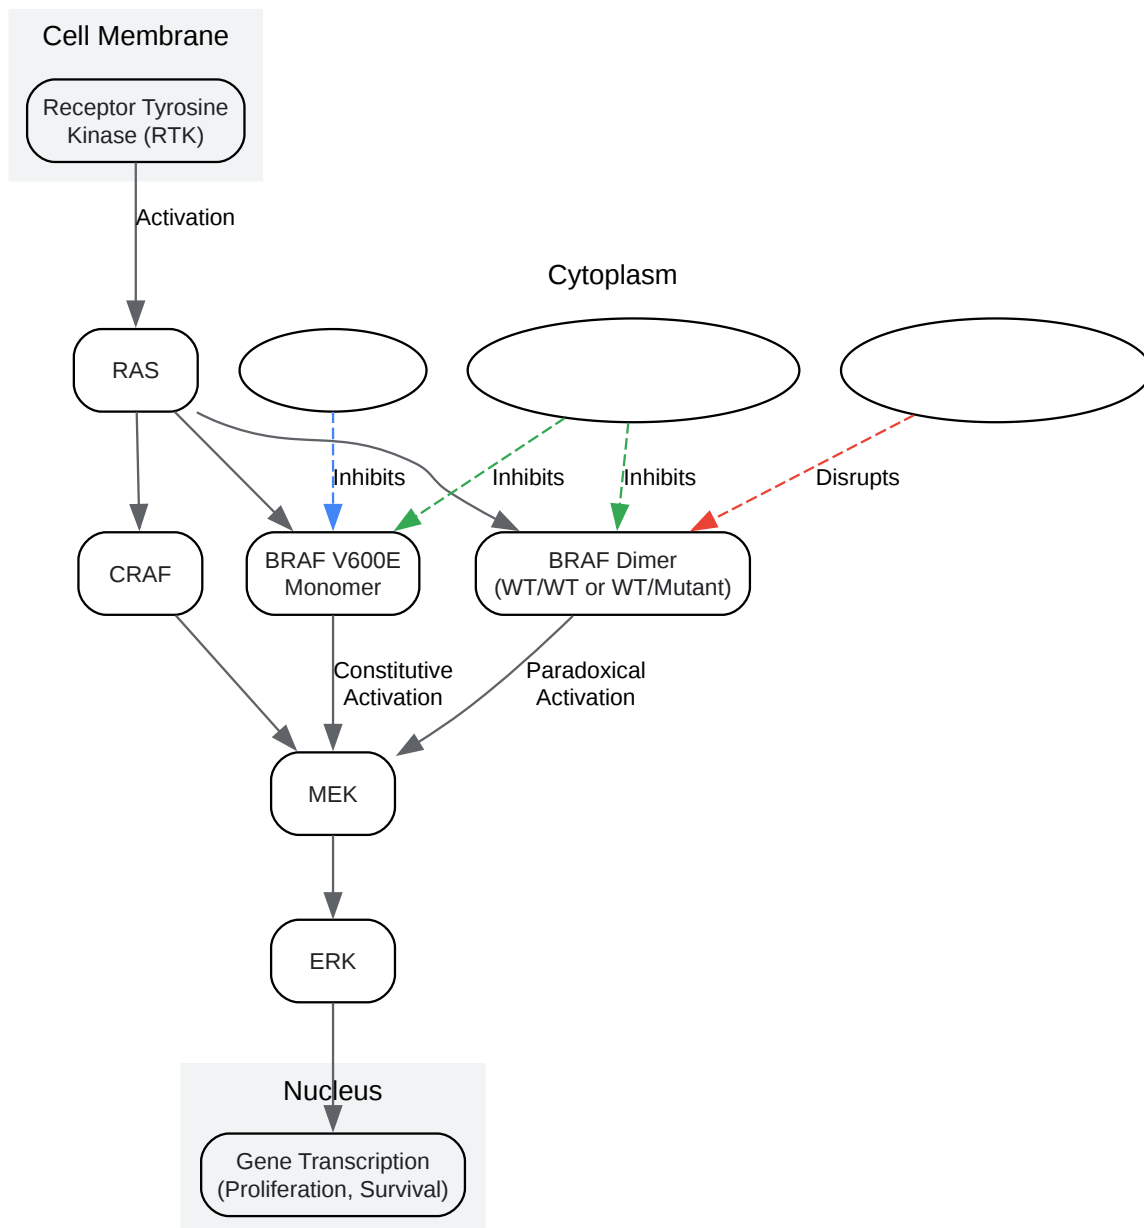 Cell Membrane
Receptor Tyrosine
Kinase (RTK)
Activation
Cytoplasm
RAS
Inhibits
Inhibits
Inhibits
Disrupts
CRAF
BRAF V600E
Monomer
BRAF Dimer
(WT/WT or WT/Mutant)
Constitutive
Activation
Paradoxical
Activation
MEK
ERK
Nucleus
Gene Transcription
(Proliferation, Survival)